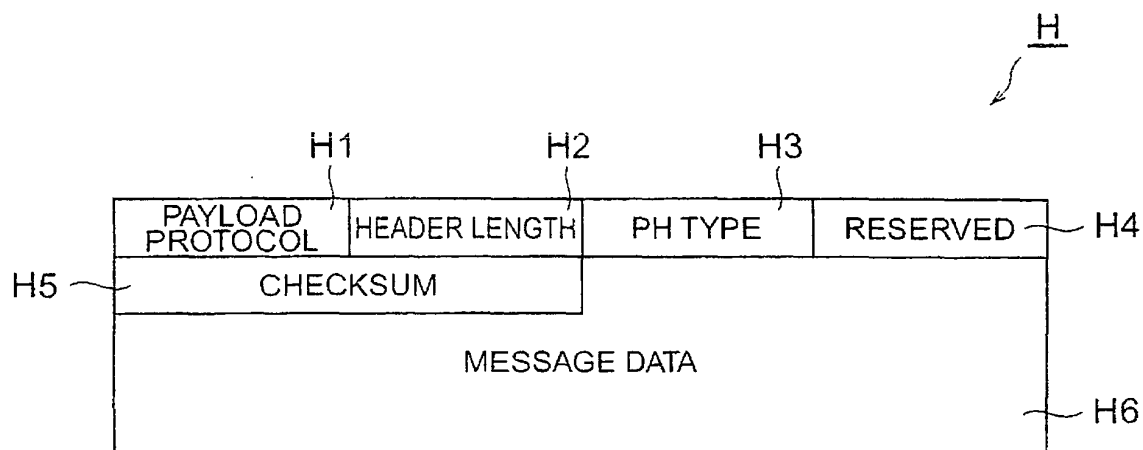 H
H1 H2 H3
PAYLOAD
PROTOCOL
HEADER LENGTH
PH TYPE
RESERVED
H4
H5
CHECKSUM
MESSAGE DATA
H6